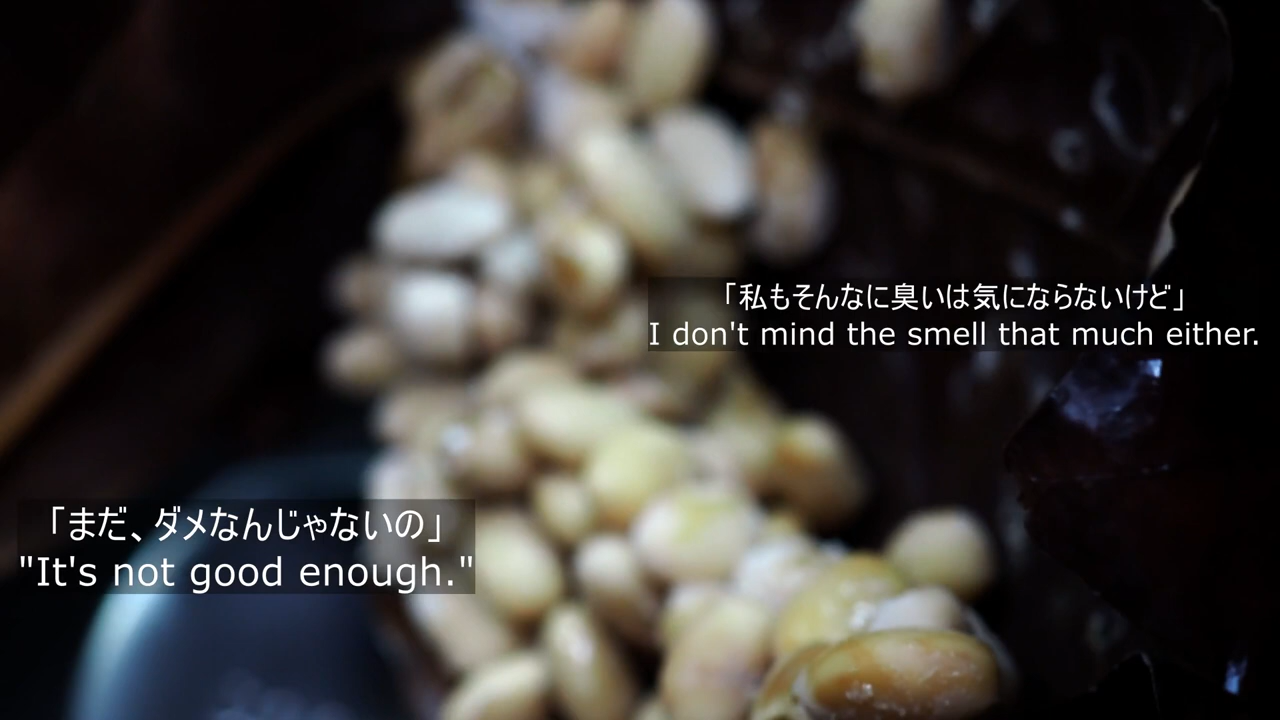 「私もそんなに臭いは気にならないけど」
I don't mind the smell that much either.
「まだ、ダメなんじゃないの」
"It's not good enough."